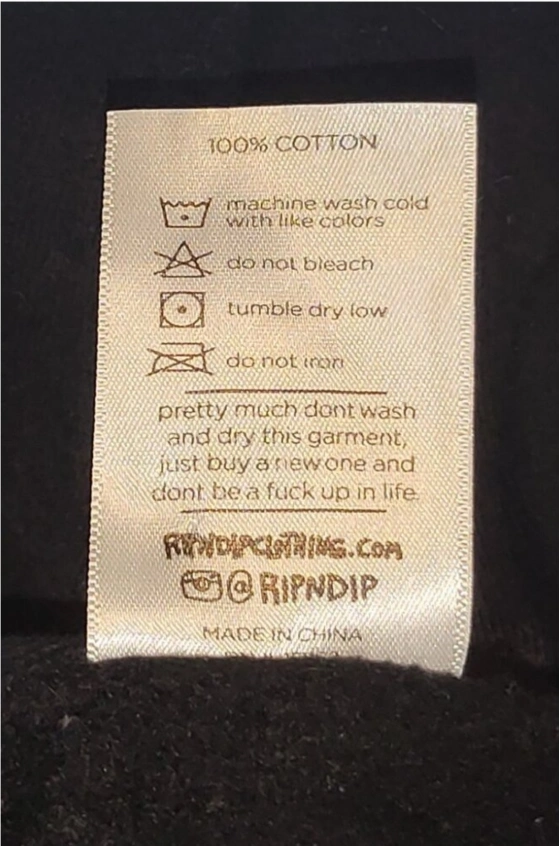 100% COTTON
machine wash cold
with like colors
do not bleach
tumble dry low
do not iron
pretty much dont wash
and dry this garment,
just buy a new one and
dont be a fuck up in life.
RIPNDIPCLOTHING.COM
@RIPNDIP
MADE IN CHINA